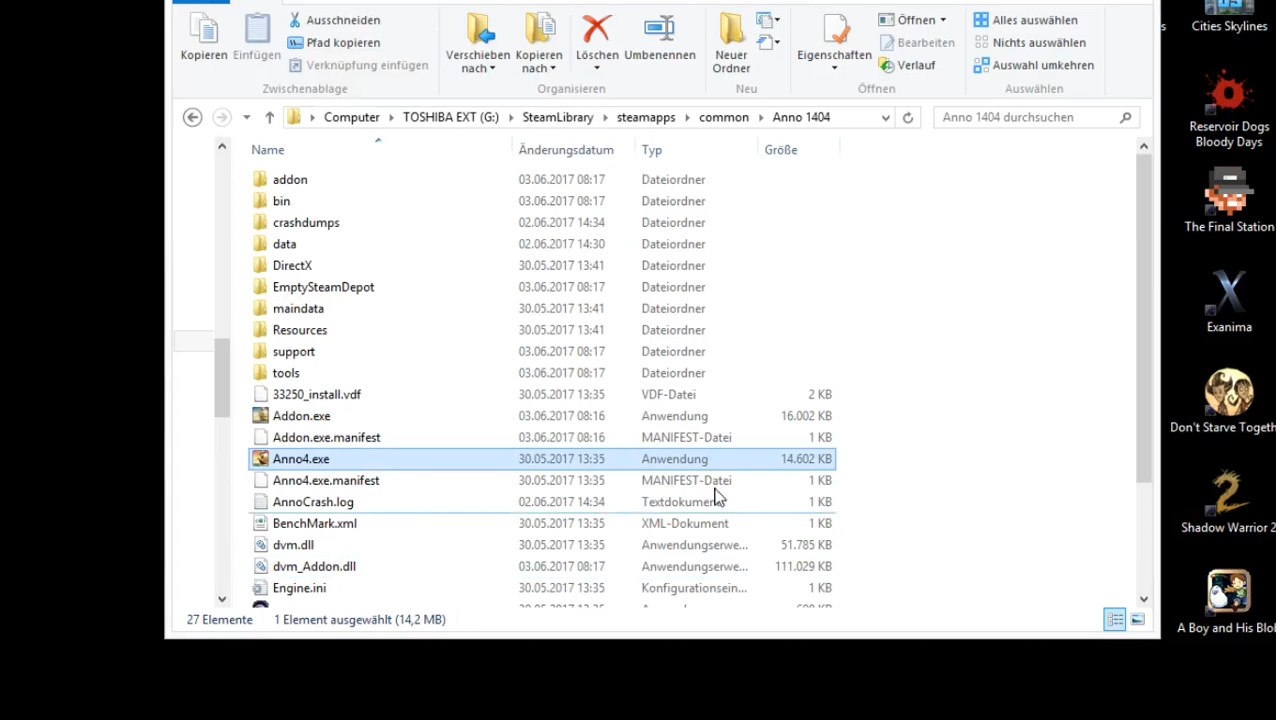 Ausschneiden
Pfad kopieren
Verknüpfung einfügen
Kopieren
Einfügen
Zwischenablage
Verschieben nach
Kopieren nach
Löschen
Umbenennen
Organisieren
Neuer Ordner
Neu
Eigenschaften
Öffnen
Bearbeiten
Verlauf
Öffnen
Alles auswählen
Nichts auswählen
Auswahl umkehren
Auswählen
Computer > TOSHIBA EXT (G:) > SteamLibrary > steamapps > common > Anno 1404
Anno 1404 durchsuchen
Name Änderungsdatum Typ Größe
addon 03.06.2017 08:17 Dateiordner
bin 03.06.2017 08:17 Dateiordner
crashdumps 02.06.2017 14:34 Dateiordner
data 02.06.2017 14:30 Dateiordner
DirectX 30.05.2017 13:41 Dateiordner
EmptySteamDepot 03.06.2017 08:17 Dateiordner
maindata 30.05.2017 13:41 Dateiordner
Resources 30.05.2017 13:41 Dateiordner
support 03.06.2017 08:17 Dateiordner
tools 03.06.2017 08:17 Dateiordner
33250_install.vdf 30.05.2017 13:35 VDF-Datei 2 KB
Addon.exe 03.06.2017 08:16 Anwendung 16.002 KB
Addon.exe.manifest 03.06.2017 08:16 MANIFEST-Datei 1 KB
Anno4.exe 30.05.2017 13:35 Anwendung 14.602 KB
Anno4.exe.manifest 30.05.2017 13:35 MANIFEST-Datei 1 KB
AnnoCrash.log 02.06.2017 14:34 Textdokument 1 KB
BenchMark.xml 30.05.2017 13:35 XML-Dokument 1 KB
dvm.dll 30.05.2017 13:35 Anwendungserwe... 51.785 KB
dvm_Addon.dll 03.06.2017 08:17 Anwendungserwe... 111.029 KB
Engine.ini 30.05.2017 13:35 Konfigurationsein... 1 KB
27 Elemente 1 Element ausgewählt (14,2 MB)
Cities Skylines
Reservoir Dogs
Bloody Days
The Final Station
Exanima
Don't Starve Togeth
Shadow Warrior 2
A Boy and His Blo